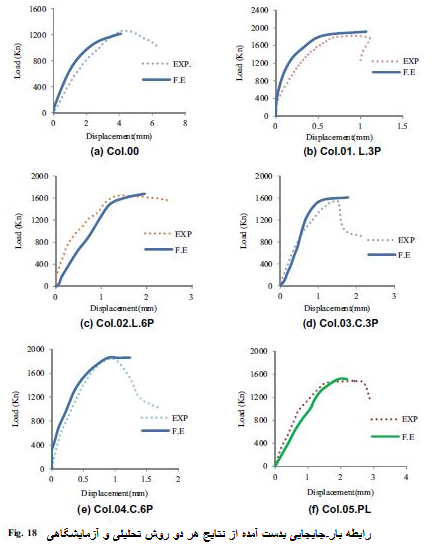 1600
1200
800
400
0
0 2 4 6 8
Load (Kn)
Displacement(mm)
EXP.
F.E
(a) Col.00
2400
2000
1600
1200
800
400
0
0 0.5 1 1.5
Load (Kn)
Displacement(mm)
EXP
F.E
(b) Col.01. L.3P
2000
1600
1200
800
400
0
0 1 2 3
Load (Kn)
Displacement(mm)
EXP
F.E
(c) Col.02.L.6P
2000
1600
1200
800
400
0
0 1 2 3
Load (Kn)
Displacement(mm)
EXP
F.E
(d) Col.03.C.3P
2000
1600
1200
800
400
0
0 0.5 1 1.5 2
Load (Kn)
Displacement(mm)
EXP
F.E
(e) Col.04.C.6P
2000
1600
1200
800
400
0
0 1 2 3 4
Load (Kn)
Displacement(mm)
EXP
F.E
(f) Col.05.PL
Fig. 18 رابطه بار-جابجایی بدست آمده از نتایج هر دو روش تحلیلی و آزمایشگاهی